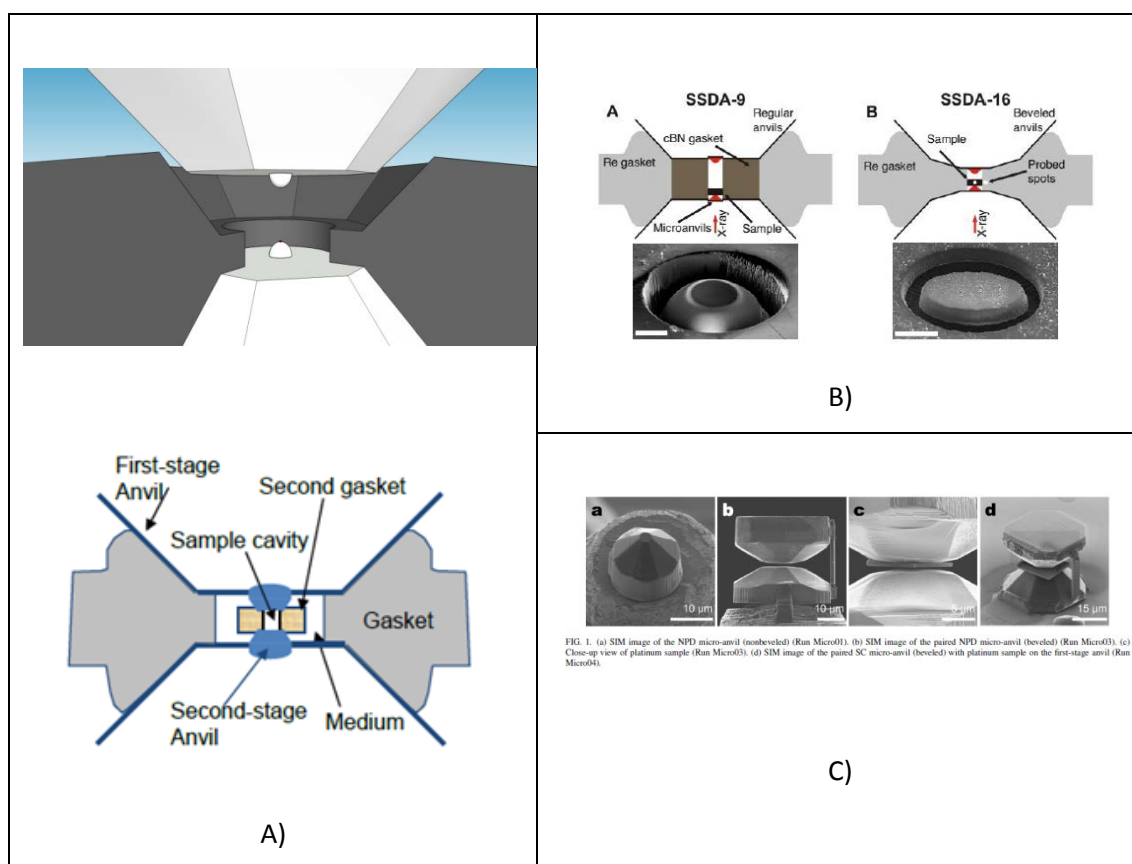 First-stage
Anvil
Second gasket
Sample cavity
Gasket
Second-stage
Anvil
Medium
A)
SSDA-9
SSDA-16
A
cBN gasket
Regular
anvils
Re gasket
Microanvils
X-ray
Sample
B
Sample
Beveled
anvils
Re gasket
Probed
spots
X-ray
B)
a
10 µm
b
10 µm
c
5 µm
d
15 µm
FIG. 1. (a) SIM image of the NPD micro-anvil (nonbeveled) (Run Micro01). (b) SIM image of the paired NPD micro-anvil (beveled) (Run Micro03). (c)
Close-up view of platinum sample (Run Micro03). (d) SIM image of the paired SC micro-anvil (beveled) with platinum sample on the first-stage anvil (Run
Micro04).
C)